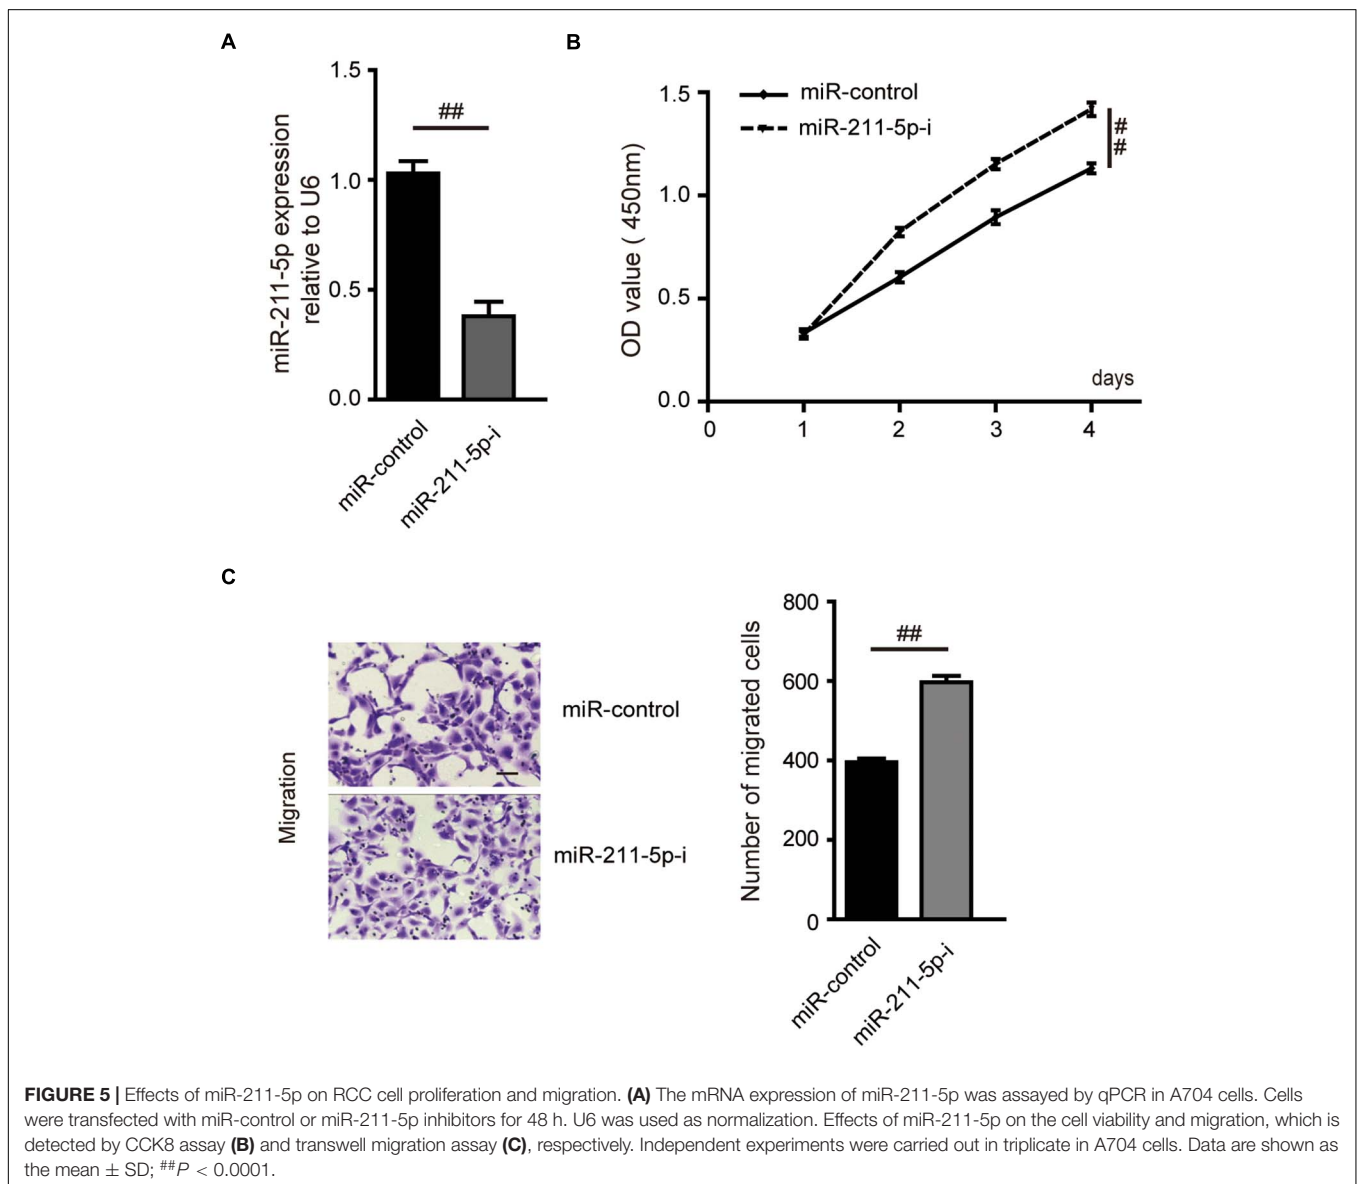 A
1.5
1.0
0.5
0.0
miR-211-5p expression
relative to U6
##
miR-control
miR-211-5p-i
B
1.5
1.0
0.5
0.0
OD value ( 450nm)
miR-control
miR-211-5p-i
#
#
days
0
1
2
3
4
C
Migration
miR-control
miR-211-5p-i
800
600
400
200
0
Number of migrated cells
##
miR-control
miR-211-5p-i
FIGURE 5 | Effects of miR-211-5p on RCC cell proliferation and migration. (A) The mRNA expression of miR-211-5p was assayed by qPCR in A704 cells. Cells
were transfected with miR-control or miR-211-5p inhibitors for 48 h. U6 was used as normalization. Effects of miR-211-5p on the cell viability and migration, which is
detected by CCK8 assay (B) and transwell migration assay (C), respectively. Independent experiments were carried out in triplicate in A704 cells. Data are shown as
the mean ± SD; ##P < 0.0001.